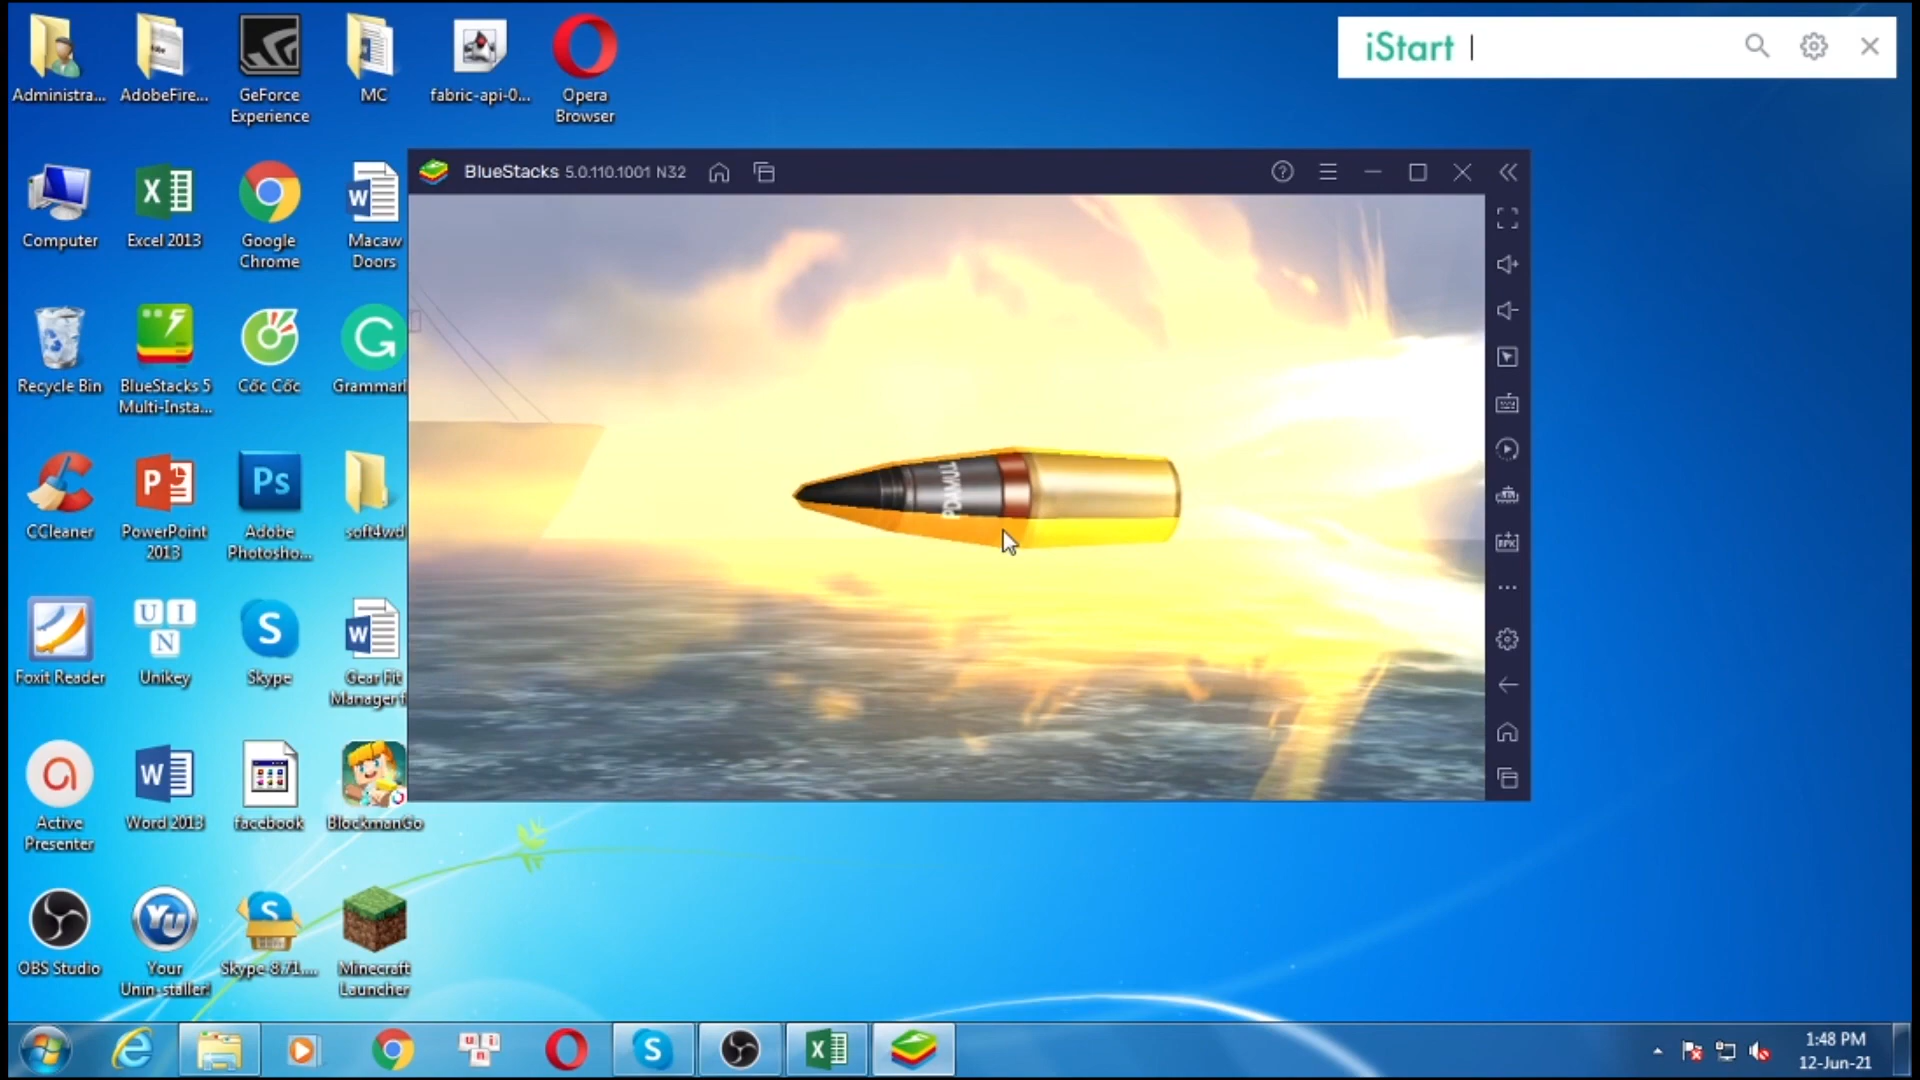 iStart
Administra...
AdobeFire...
GeForce
Experience
MC
fabric-api-0...
Opera
Browser
BlueStacks 5.0.110.1001 N32
Computer
Excel 2013
Google
Chrome
Macaw
Doors
Recycle Bin
BlueStacks 5
Multi-Insta...
Cốc Cốc
Grammarl
CCleaner
PowerPoint
2013
Adobe
Photosho...
soft4wd
Foxit Reader
Unikey
Skype
Gear Fit
Manager f
Active
Presenter
Word 2013
facebook
BlockmanGo
OBS Studio
Your
Unin-staller!
Skype-8.71....
Minecraft
Launcher
1:48 PM
12-Jun-21